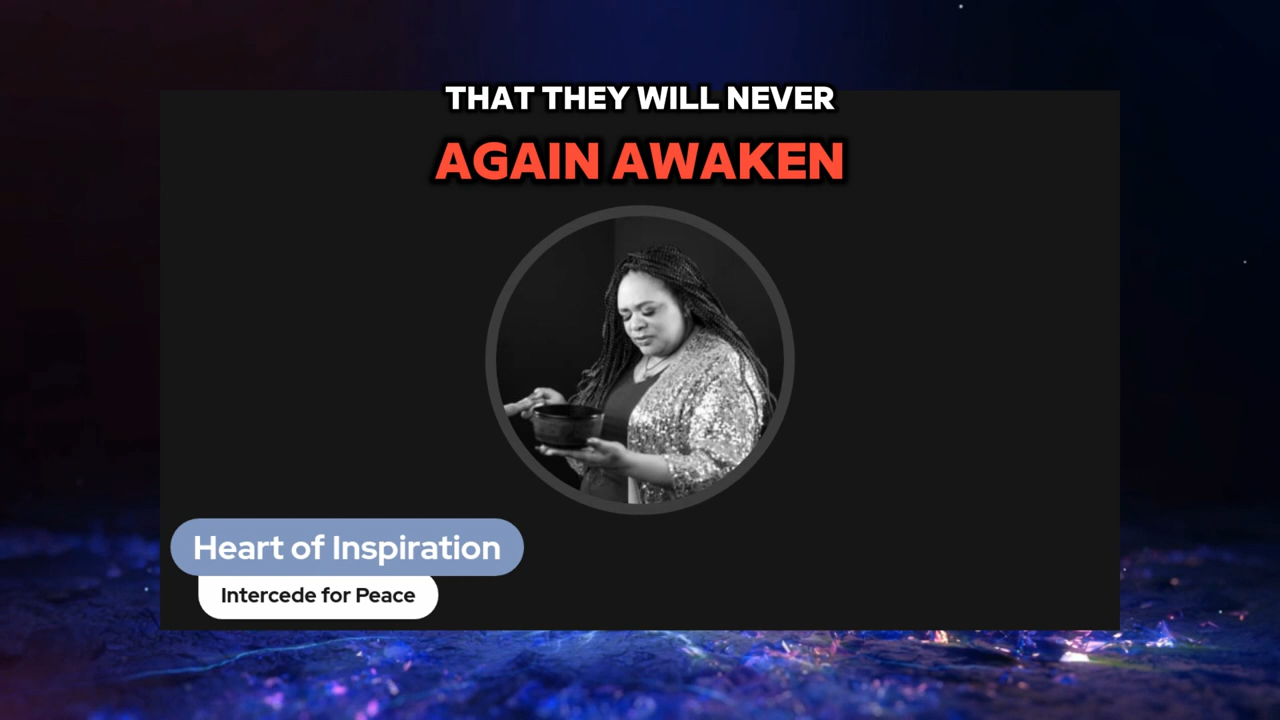 THAT THEY WILL NEVER
AGAIN AWAKEN
Heart of Inspiration
Intercede for Peace